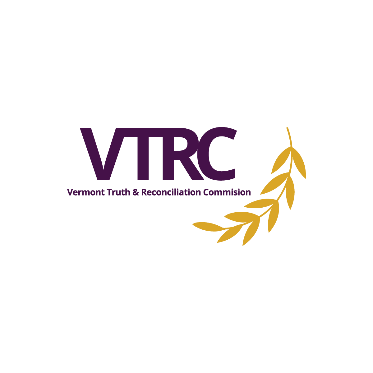 VTRC
Vermont Truth & Reconciliation Commision